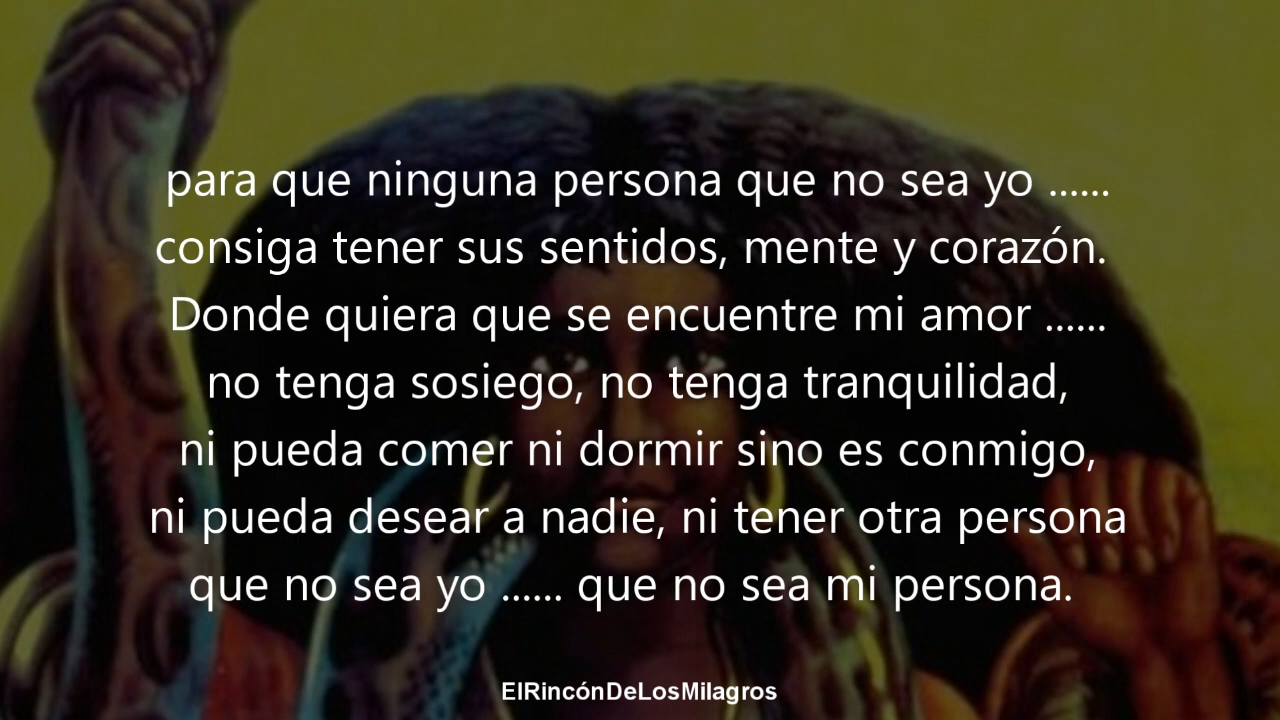 para que ninguna persona que no sea yo ......
consiga tener sus sentidos, mente y corazón.
Donde quiera que se encuentre mi amor ......
no tenga sosiego, no tenga tranquilidad,
ni pueda comer ni dormir sino es conmigo,
ni pueda desear a nadie, ni tener otra persona
que no sea yo ...... que no sea mi persona.
ElRincónDeLosMilagros